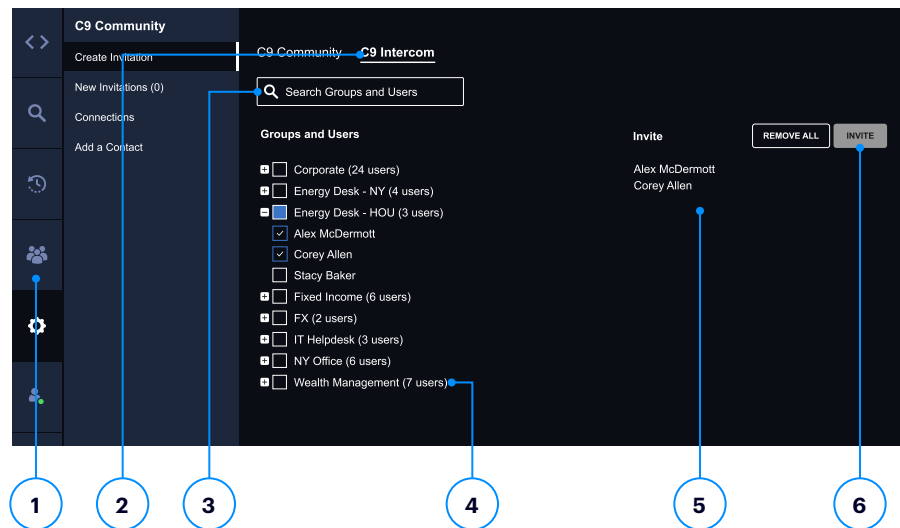 C9 Community
Create Invitation
New Invitations (0)
Connections
Add a Contact
C9 Community C9 Intercom
Search Groups and Users
Groups and Users
Corporate (24 users)
Energy Desk - NY (4 users)
Energy Desk - HOU (3 users)
Alex McDermott
Corey Allen
Stacy Baker
Fixed Income (6 users)
FX (2 users)
IT Helpdesk (3 users)
NY Office (6 users)
Wealth Management (7 users)
Invite REMOVE ALL INVITE
Alex McDermott
Corey Allen
1 2 3 4 5 6